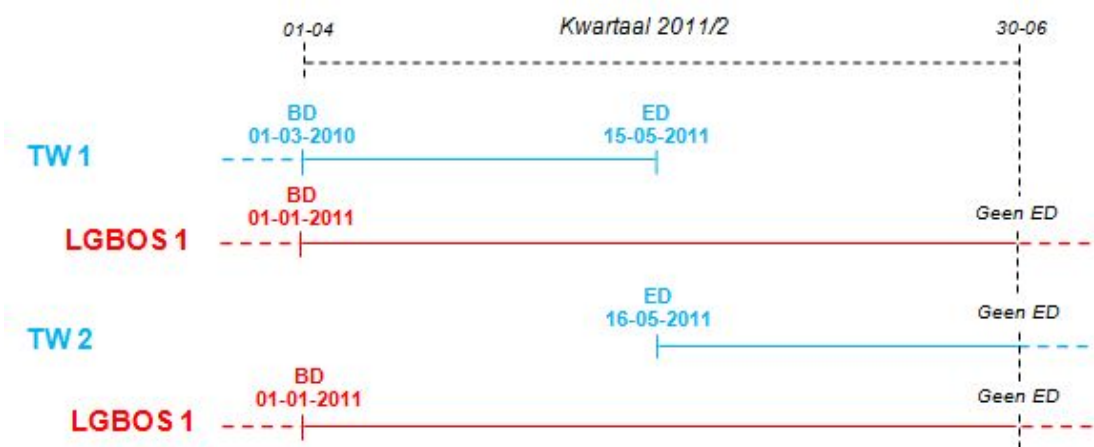 01-04 Kwartaal 2011/2 30-06
BD ED
01-03-2010 15-05-2011
TW 1
BD
01-01-2011 Geen ED
LGBOS 1
ED
16-05-2011 Geen ED
TW 2
BD
01-01-2011 Geen ED
LGBOS 1